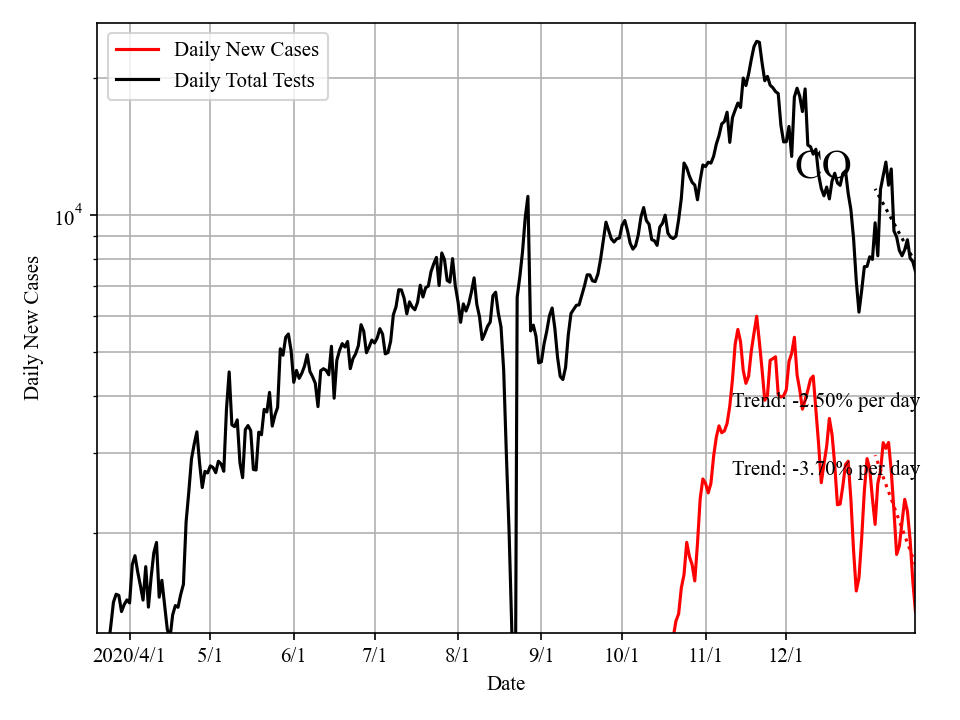 Daily New Cases
Daily Total Tests
CO
10^4
Daily New Cases
Trend: -2.50% per day
Trend: -3.70% per day
2020/4/1 5/1 6/1 7/1 8/1 9/1 10/1 11/1 12/1
Date